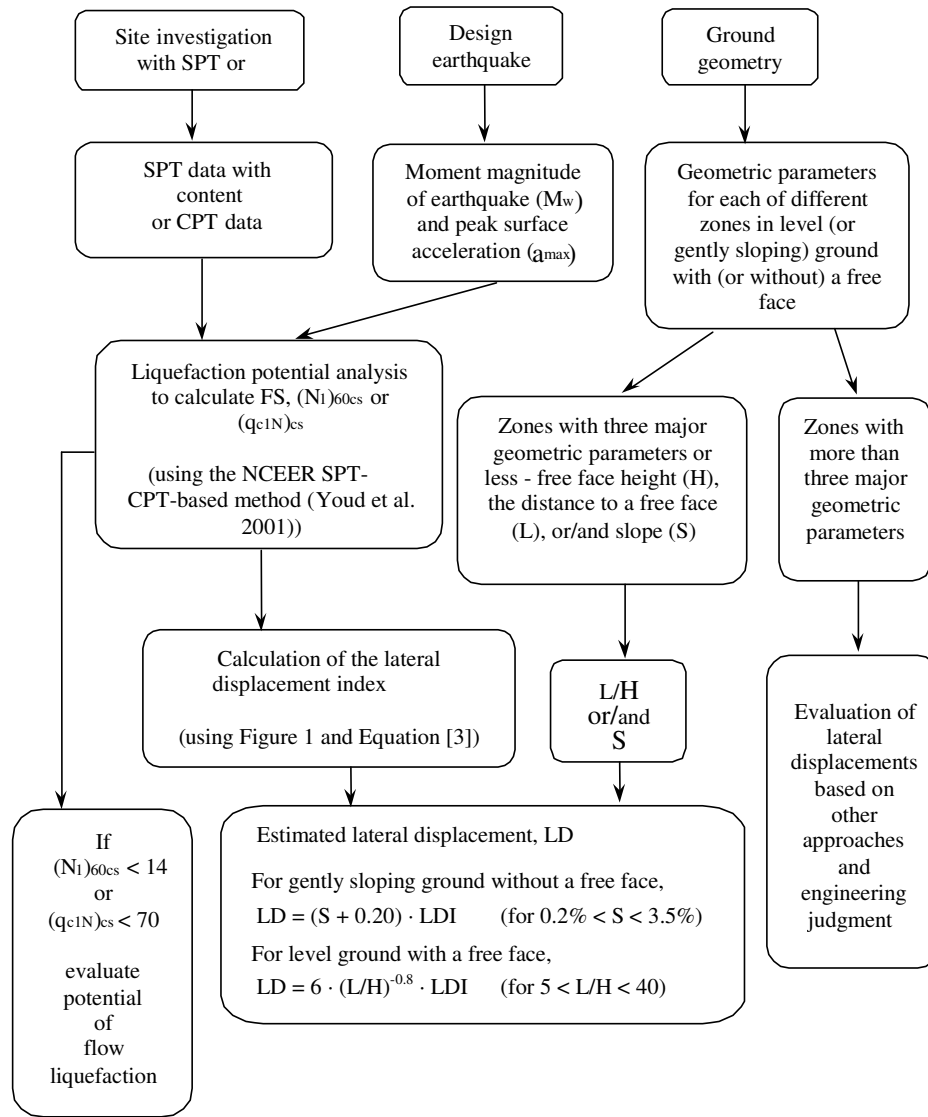 Site investigation
with SPT or
Design
earthquake
Ground
geometry
SPT data with
content
or CPT data
Moment magnitude
of earthquake (Mw)
and peak surface
acceleration (amax)
Geometric parameters
for each of different
zones in level (or
gently sloping) ground
with (or without) a free
face
Liquefaction potential analysis
to calculate FS, (N1)60cs or
(qc1N)cs
(using the NCEER SPT-
CPT-based method (Youd et al.
2001))
Zones with three major
geometric parameters or
less - free face height (H),
the distance to a free face
(L), or/and slope (S)
Zones with
more than
three major
geometric
parameters
Calculation of the lateral
displacement index
(using Figure 1 and Equation [3])
L/H
or/and
S
Evaluation of
lateral
displacements
based on
other
approaches
and
engineering
judgment
If
(N1)60cs < 14
or
(qc1N)cs < 70
evaluate
potential
of
flow
liquefaction
Estimated lateral displacement, LD
For gently sloping ground without a free face,
LD = (S + 0.20) · LDI (for 0.2% < S < 3.5%)
For level ground with a free face,
LD = 6 · (L/H)^-0.8 · LDI (for 5 < L/H < 40)